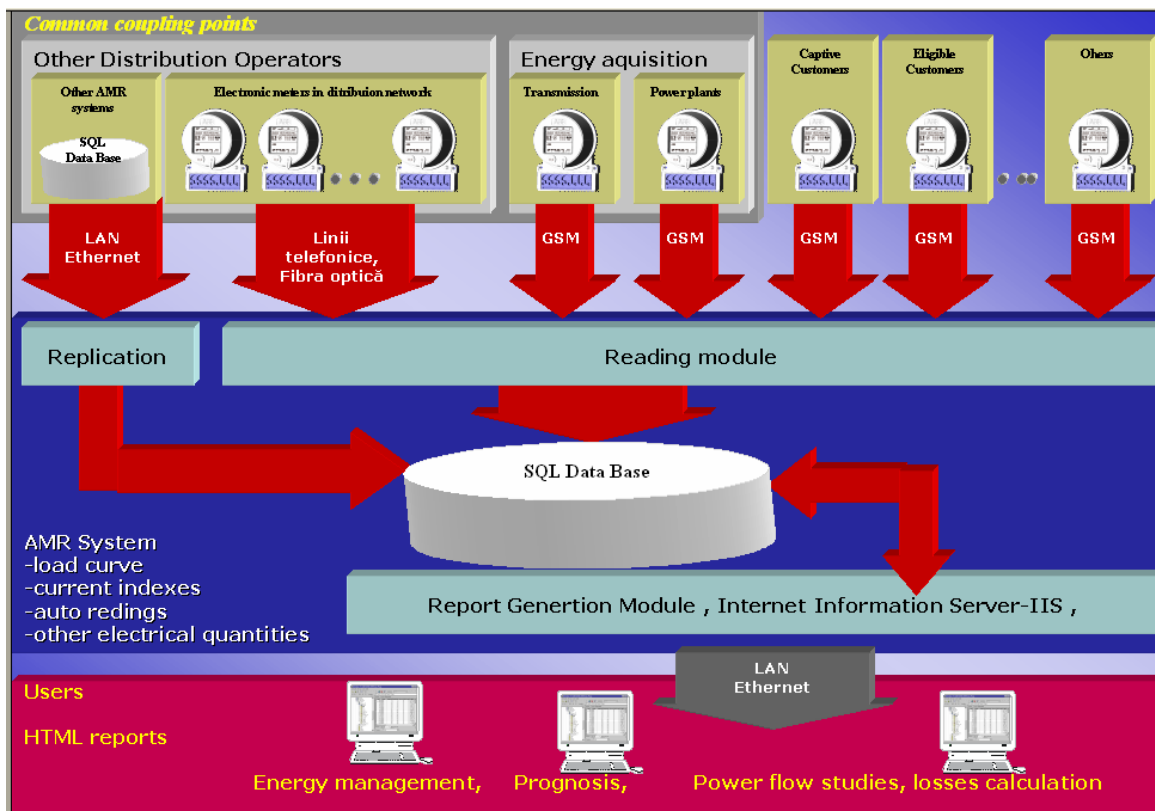 Common coupling points
Other Distribution Operators
Energy aquisition
Captive
Customers
Eligible
Customers
Ohers
Other AMR
systems
Electronic meters in ditribuion network
Transmission
Power plants
SQL
Data Base
LAN
Ethernet
Linii
telefonice,
Fibra optică
GSM
GSM
GSM
GSM
GSM
Replication
Reading module
SQL Data Base
AMR System
-load curve
-current indexes
-auto redings
-other electrical quantities
Report Genertion Module , Internet Information Server-IIS ,
LAN
Ethernet
Users
HTML reports
Energy management,
Prognosis,
Power flow studies, losses calculation